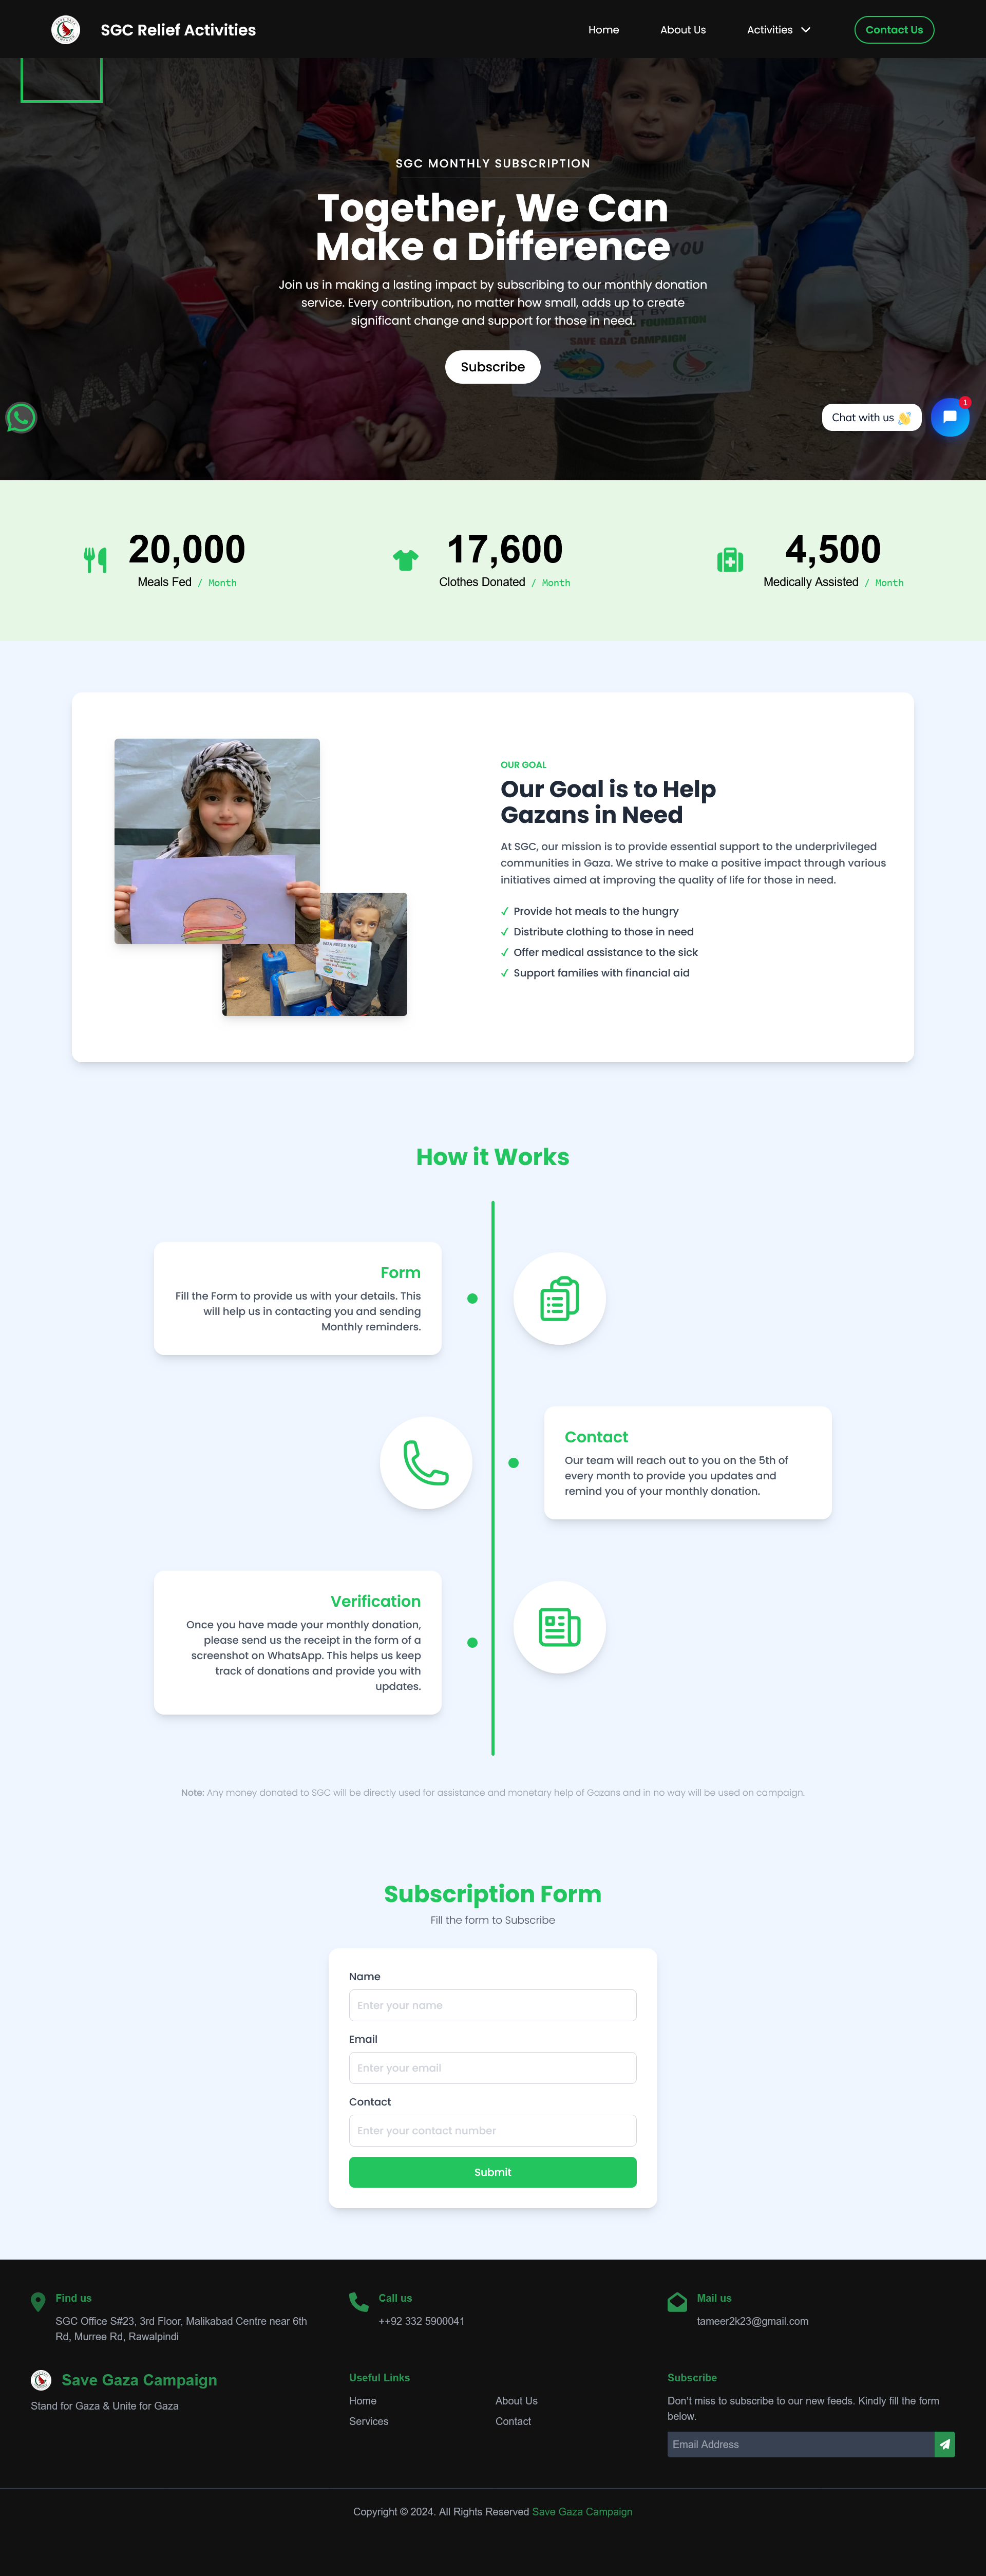 SGC Relief Activities
Home
About Us
Activities
Contact Us
SGC MONTHLY SUBSCRIPTION
Together, We Can
Make a Difference
Join us in making a lasting impact by subscribing to our monthly donation
service. Every contribution, no matter how small, adds up to create
significant change and support for those in need.
PROJECT BY
FOUNDATION
SAVE GAZA CAMPAIGN
Subscribe
Chat with us 👋
1
20,000
Meals Fed / Month
17,600
Clothes Donated / Month
4,500
Medically Assisted / Month
OUR GOAL
Our Goal is to Help
Gazans in Need
At SGC, our mission is to provide essential support to the underprivileged
communities in Gaza. We strive to make a positive impact through various
initiatives aimed at improving the quality of life for those in need.
✓ Provide hot meals to the hungry
✓ Distribute clothing to those in need
✓ Offer medical assistance to the sick
✓ Support families with financial aid
GAZA NEEDS YOU
How it Works
Form
Fill the Form to provide us with your details. This
will help us in contacting you and sending
Monthly reminders.
Contact
Our team will reach out to you on the 5th of
every month to provide you updates and
remind you of your monthly donation.
Verification
Once you have made your monthly donation,
please send us the receipt in the form of a
screenshot on WhatsApp. This helps us keep
track of donations and provide you with
updates.
Note: Any money donated to SGC will be directly used for assistance and monetary help of Gazans and in no way will be used on campaign.
Subscription Form
Fill the form to Subscribe
Name
Enter your name
Email
Enter your email
Contact
Enter your contact number
Submit
Find us
SGC Office S#23, 3rd Floor, Malikabad Centre near 6th
Rd, Murree Rd, Rawalpindi
Call us
++92 332 5900041
Mail us
tameer2k23@gmail.com
Save Gaza Campaign
Stand for Gaza & Unite for Gaza
Useful Links
Home
About Us
Services
Contact
Subscribe
Don't miss to subscribe to our new feeds. Kindly fill the form
below.
Email Address
Copyright © 2024. All Rights Reserved Save Gaza Campaign